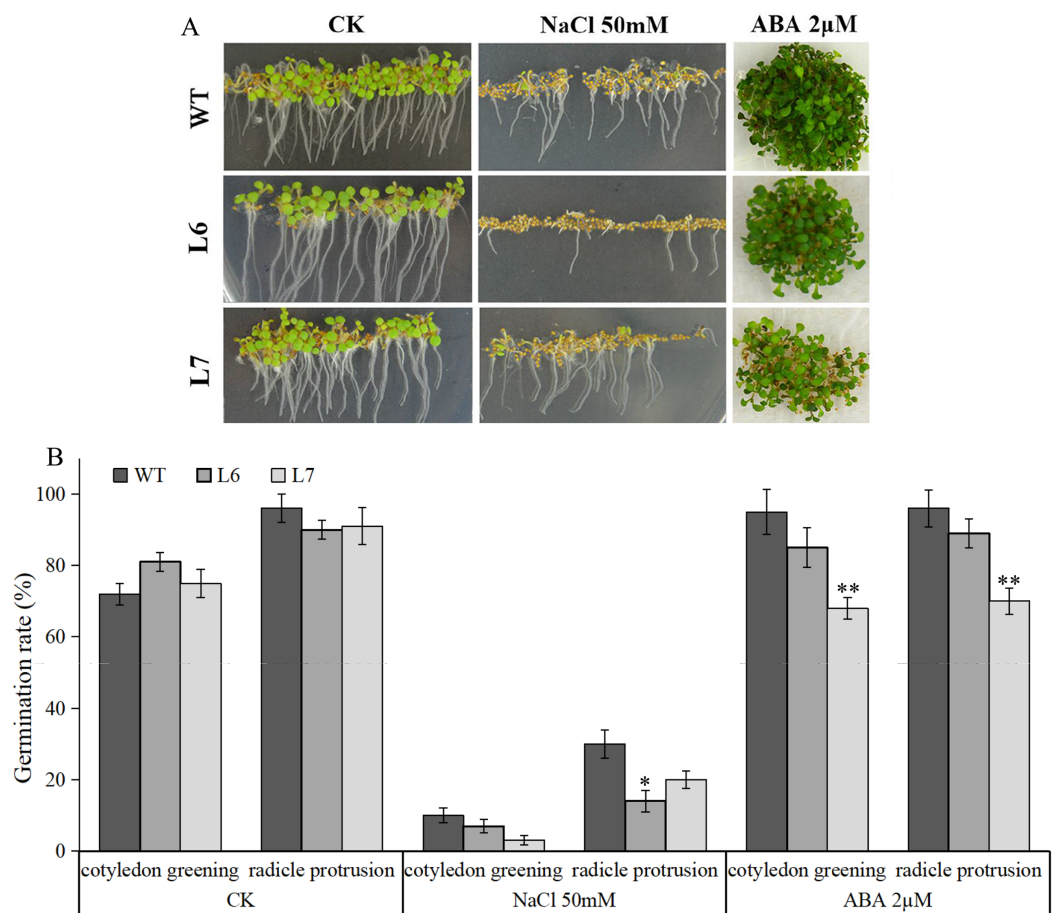 A
CK
NaCl 50mM
ABA 2µM
WT
L6
L7
B
WT
L6
L7
Germination rate (%)
100
80
60
40
20
0
**
**
*
cotyledon greening
radicle protrusion
cotyledon greening
radicle protrusion
cotyledon greening
radicle protrusion
CK
NaCl 50mM
ABA 2µM